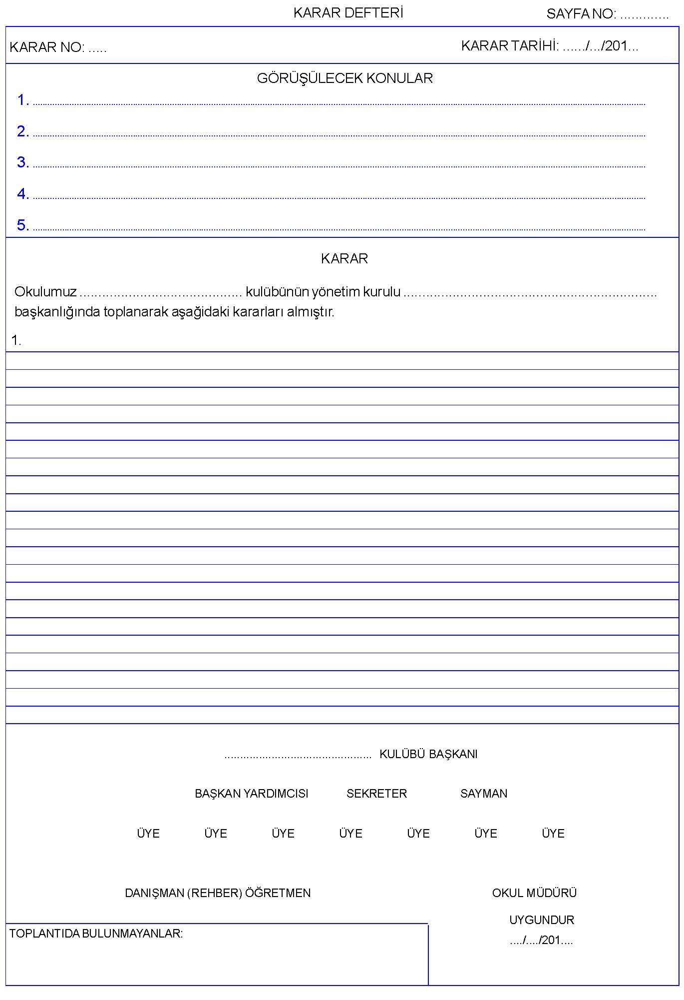 KARAR DEFTERİ
SAYFA NO: .............
KARAR NO: .....
KARAR TARİHİ: ....../.../201...
GÖRÜŞÜLECEK KONULAR
1. ........................................................................................................................
2. ........................................................................................................................
3. ........................................................................................................................
4. ........................................................................................................................
5. ........................................................................................................................
KARAR
Okulumuz ........................................... kulübünün yönetim kurulu ...................................................................
başkanlığında toplanarak aşağidaki kararları almıştır.
1.
............................................... KULÜBÜ BAŞKANI
BAŞKAN YARDIMCISI SEKRETER SAYMAN
ÜYE ÜYE ÜYE ÜYE ÜYE ÜYE ÜYE
DANIŞMAN (REHBER) ÖĞRETMEN
OKUL MÜDÜRÜ
UYGUNDUR
..../..../201....
TOPLANTIDA BULUNMAYANLAR: